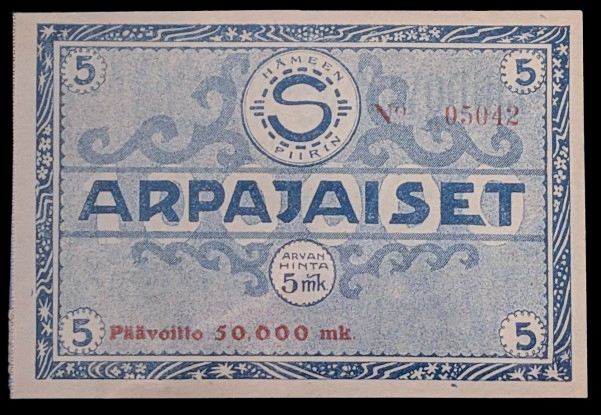 5
5
HÄMEEN
S
PIIRIN
No 05042
ARPAJAISET
ARVAN
HINTA
5 mk.
5
Päävoitto 50.000 mk.
5